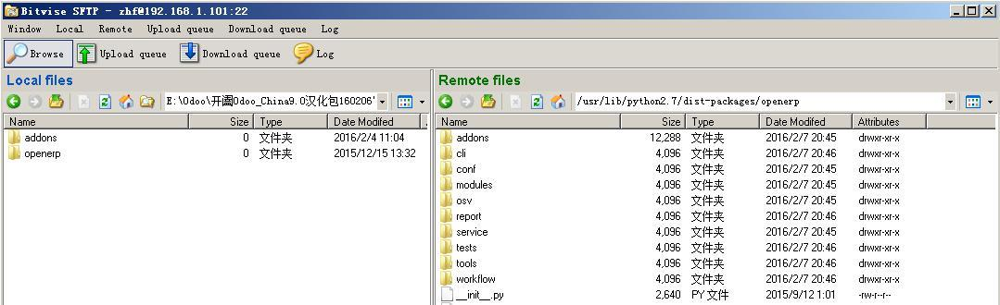 Bitvise SFTP - zhf@192.168.1.101:22
Window Local Remote Upload queue Download queue Log
Browse Upload queue Download queue Log
Local files
E:\Odoo\开阖Odoo_China9.0汉化包160206
Name Size Type Date Modifed
addons 0 文件夹 2016/2/4 11:04
openerp 0 文件夹 2015/12/15 13:32
Remote files
/usr/lib/python2.7/dist-packages/openerp
Name Size Type Date Modifed Attributes
addons 12,288 文件夹 2016/2/7 20:45 drwxr-xr-x
cli 4,096 文件夹 2016/2/7 20:46 drwxr-xr-x
conf 4,096 文件夹 2016/2/7 20:46 drwxr-xr-x
modules 4,096 文件夹 2016/2/7 20:46 drwxr-xr-x
osv 4,096 文件夹 2016/2/7 20:45 drwxr-xr-x
report 4,096 文件夹 2016/2/7 20:46 drwxr-xr-x
service 4,096 文件夹 2016/2/7 20:46 drwxr-xr-x
tests 4,096 文件夹 2016/2/7 20:46 drwxr-xr-x
tools 4,096 文件夹 2016/2/7 20:46 drwxr-xr-x
workflow 4,096 文件夹 2016/2/7 20:46 drwxr-xr-x
__init__.py 2,640 PY 文件 2015/9/12 1:01 -rw-r--r--